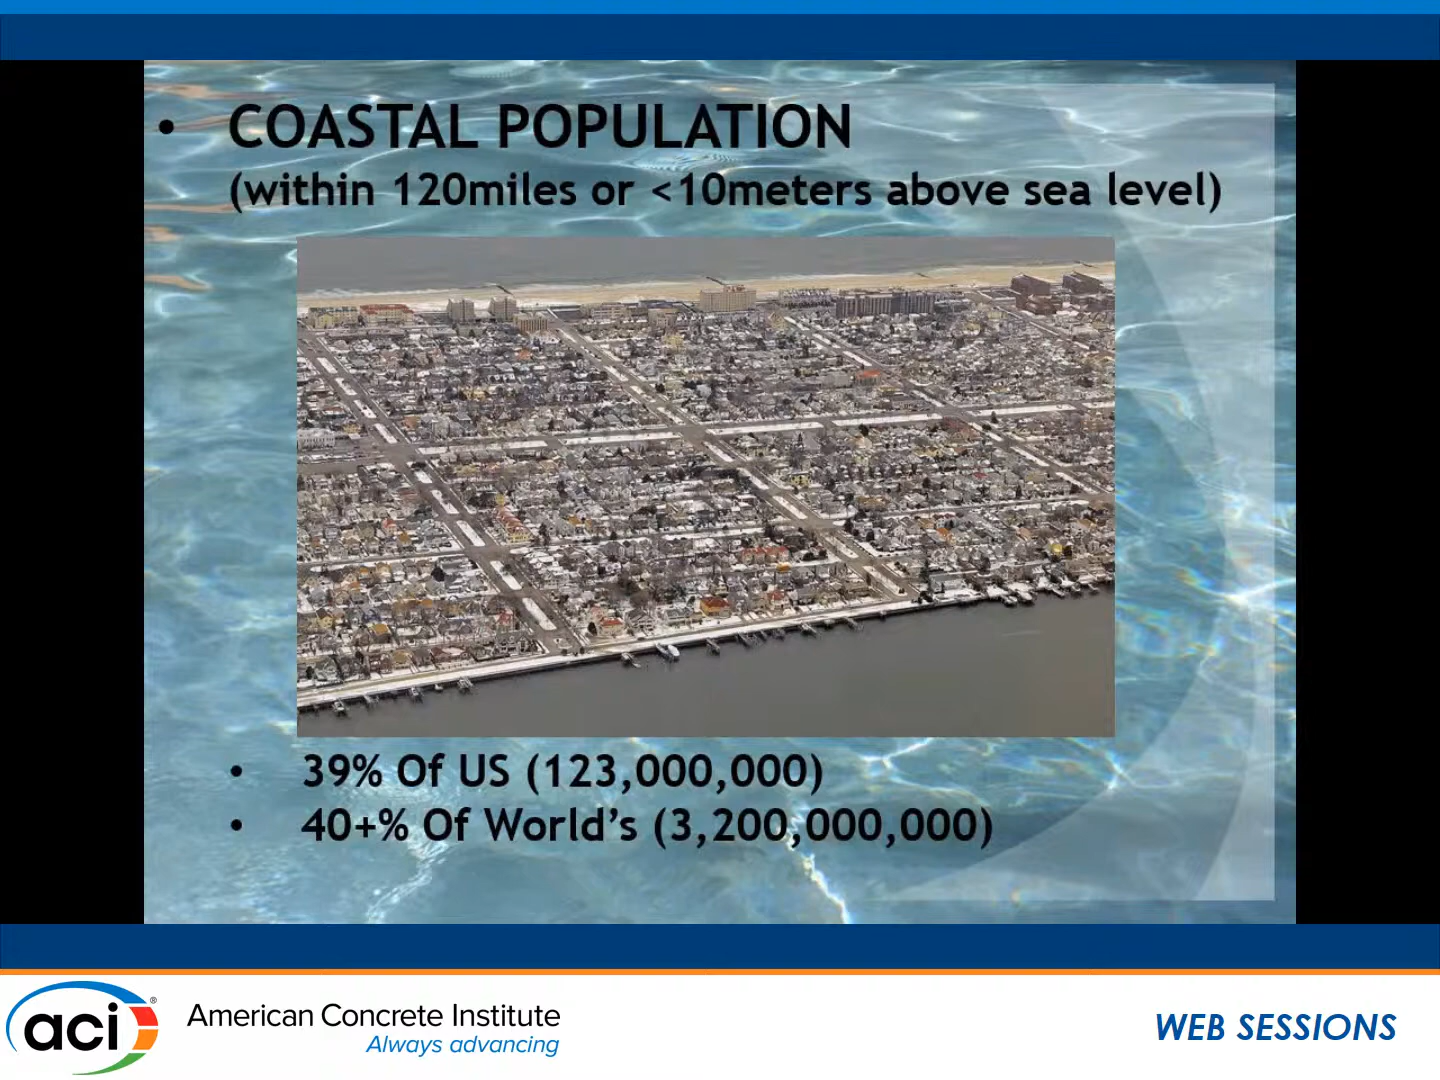 • COASTAL POPULATION
(within 120miles or <10meters above sea level)
• 39% Of US (123,000,000)
• 40+% Of World’s (3,200,000,000)
aci®
American Concrete Institute
Always advancing
WEB SESSIONS